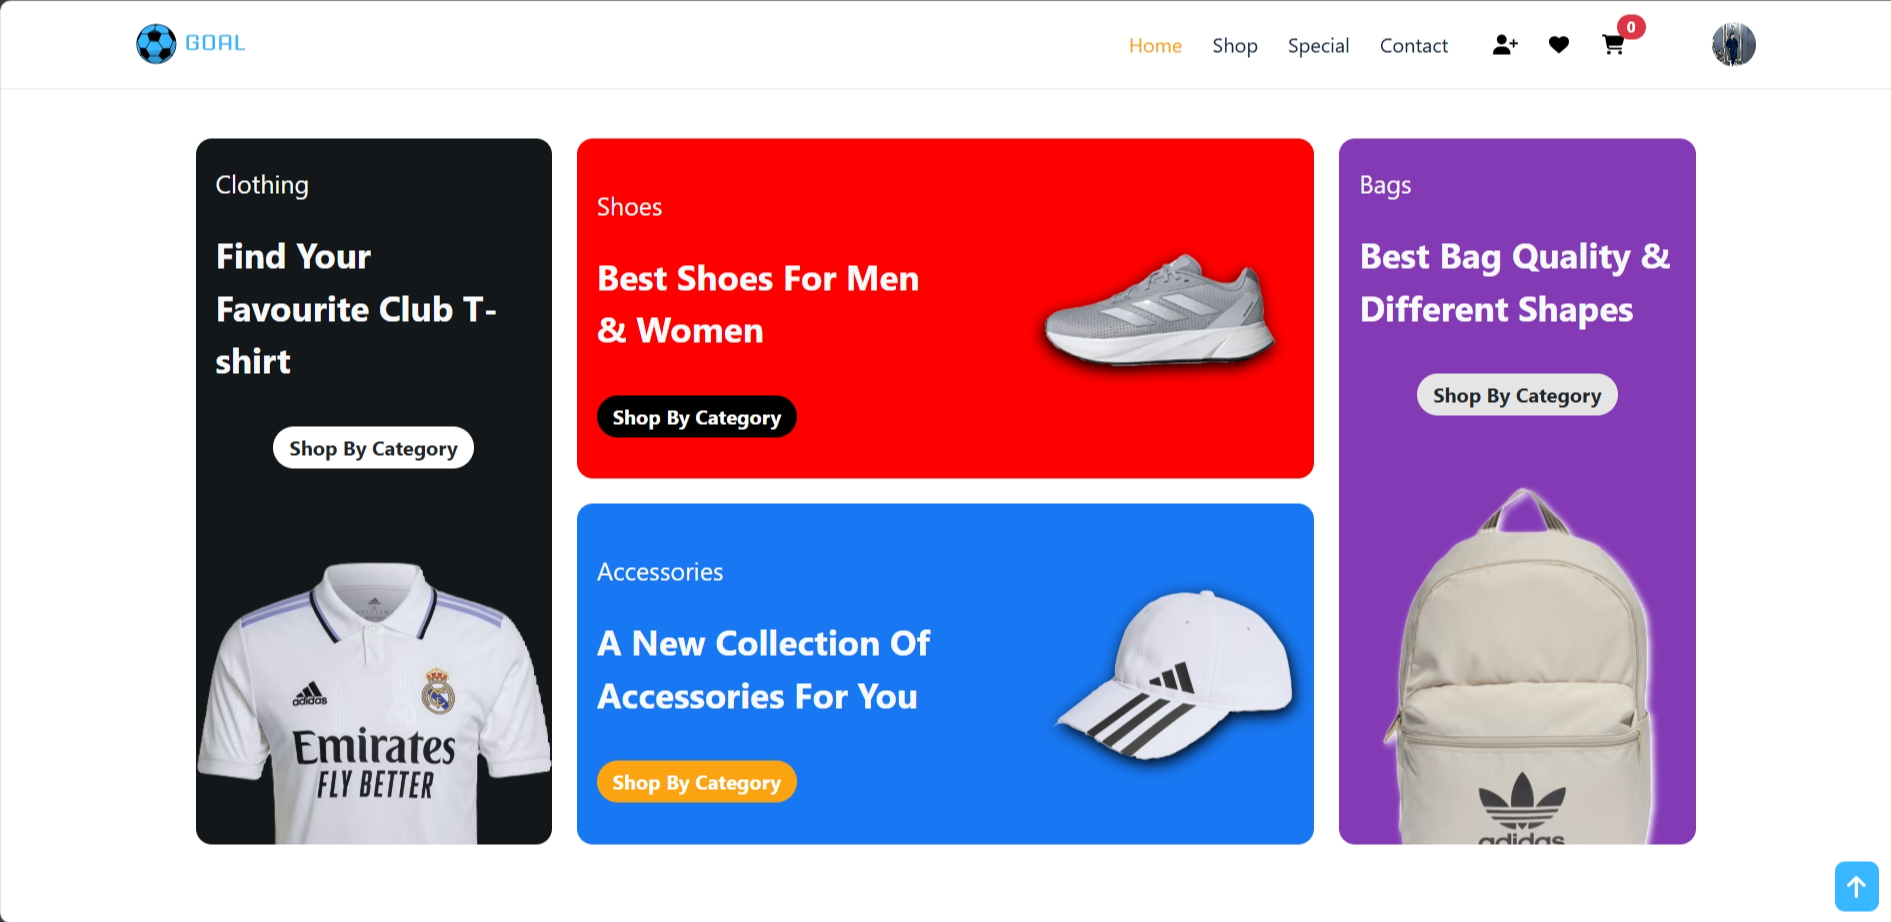 GOAL
Home
Shop
Special
Contact
0
Clothing
Find Your
Favourite Club T-
shirt
Shop By Category
adidas
Emirates
FLY BETTER
Shoes
Best Shoes For Men
& Women
Shop By Category
Accessories
A New Collection Of
Accessories For You
Shop By Category
Bags
Best Bag Quality &
Different Shapes
Shop By Category
adidas